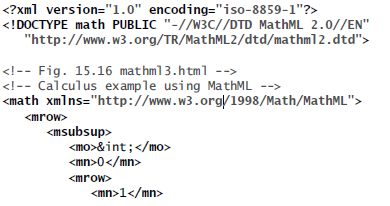 <?xml version="1.0" encoding="iso-8859-1"?>
<!DOCTYPE math PUBLIC "-//W3C//DTD MathML 2.0//EN"
"http://www.w3.org/TR/MathML2/dtd/mathml2.dtd">
<!-- Fig. 15.16 mathml3.html -->
<!-- Calculus example using MathML -->
<math xmlns="http://www.w3.org/1998/Math/MathML">
<mrow>
<msubsup>
<mo>&int;</mo>
<mn>0</mn>
<mrow>
<mn>1</mn>